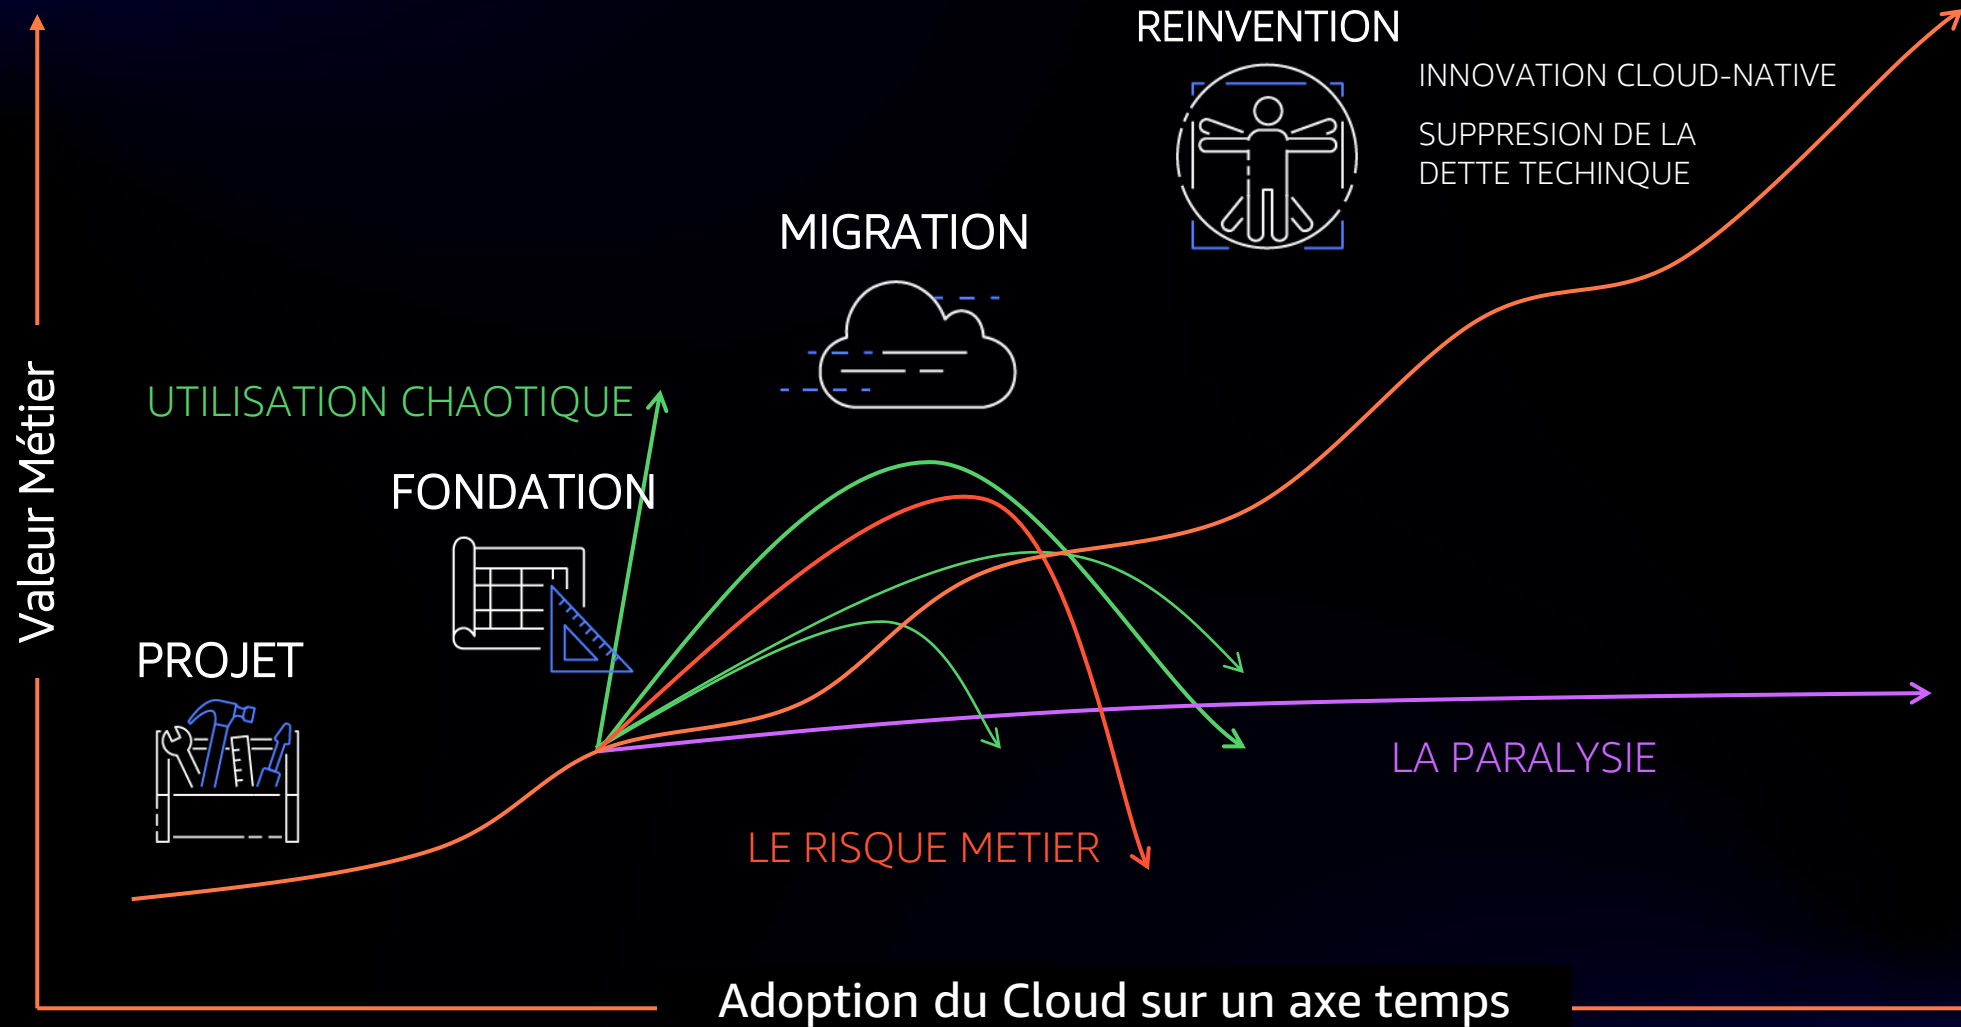 REINVENTION
INNOVATION CLOUD-NATIVE
SUPPRESION DE LA
DETTE TECHINQUE
MIGRATION
UTILISATION CHAOTIQUE
FONDATION
PROJET
Valeur Métier
LA PARALYSIE
LE RISQUE METIER
Adoption du Cloud sur un axe temps